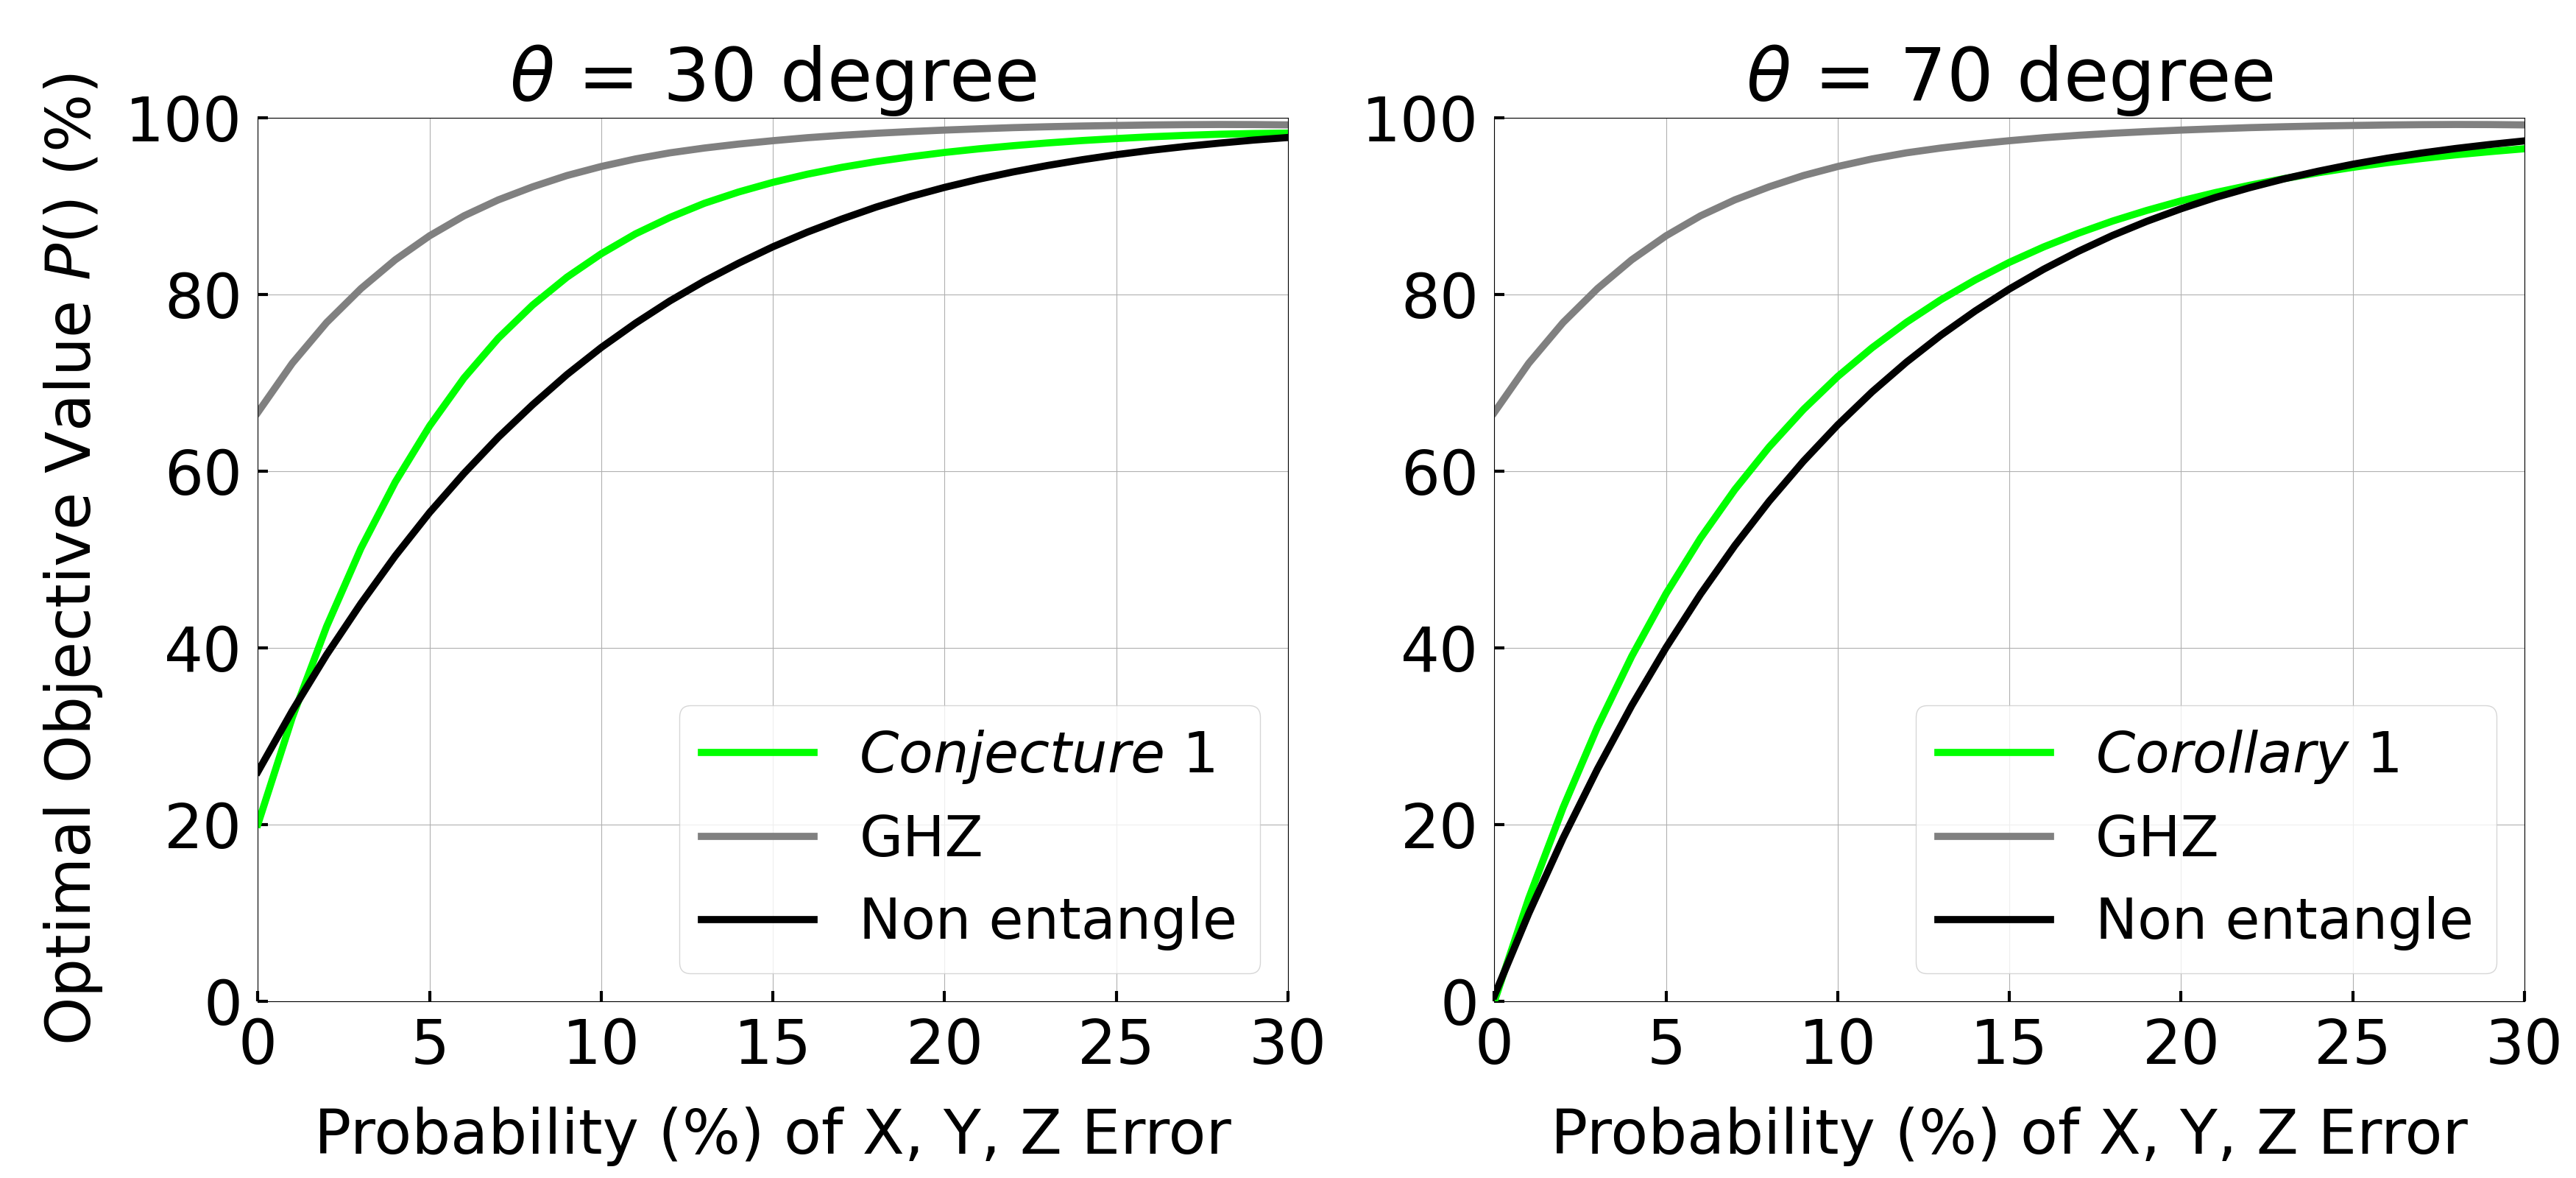 θ = 30 degree
Optimal Objective Value P() (%)
100
80
60
40
20
0
0 5 10 15 20 25 30
Probability (%) of X, Y, Z Error
Conjecture 1
GHZ
Non entangle
θ = 70 degree
100
80
60
40
20
0
0 5 10 15 20 25 30
Probability (%) of X, Y, Z Error
Corollary 1
GHZ
Non entangle